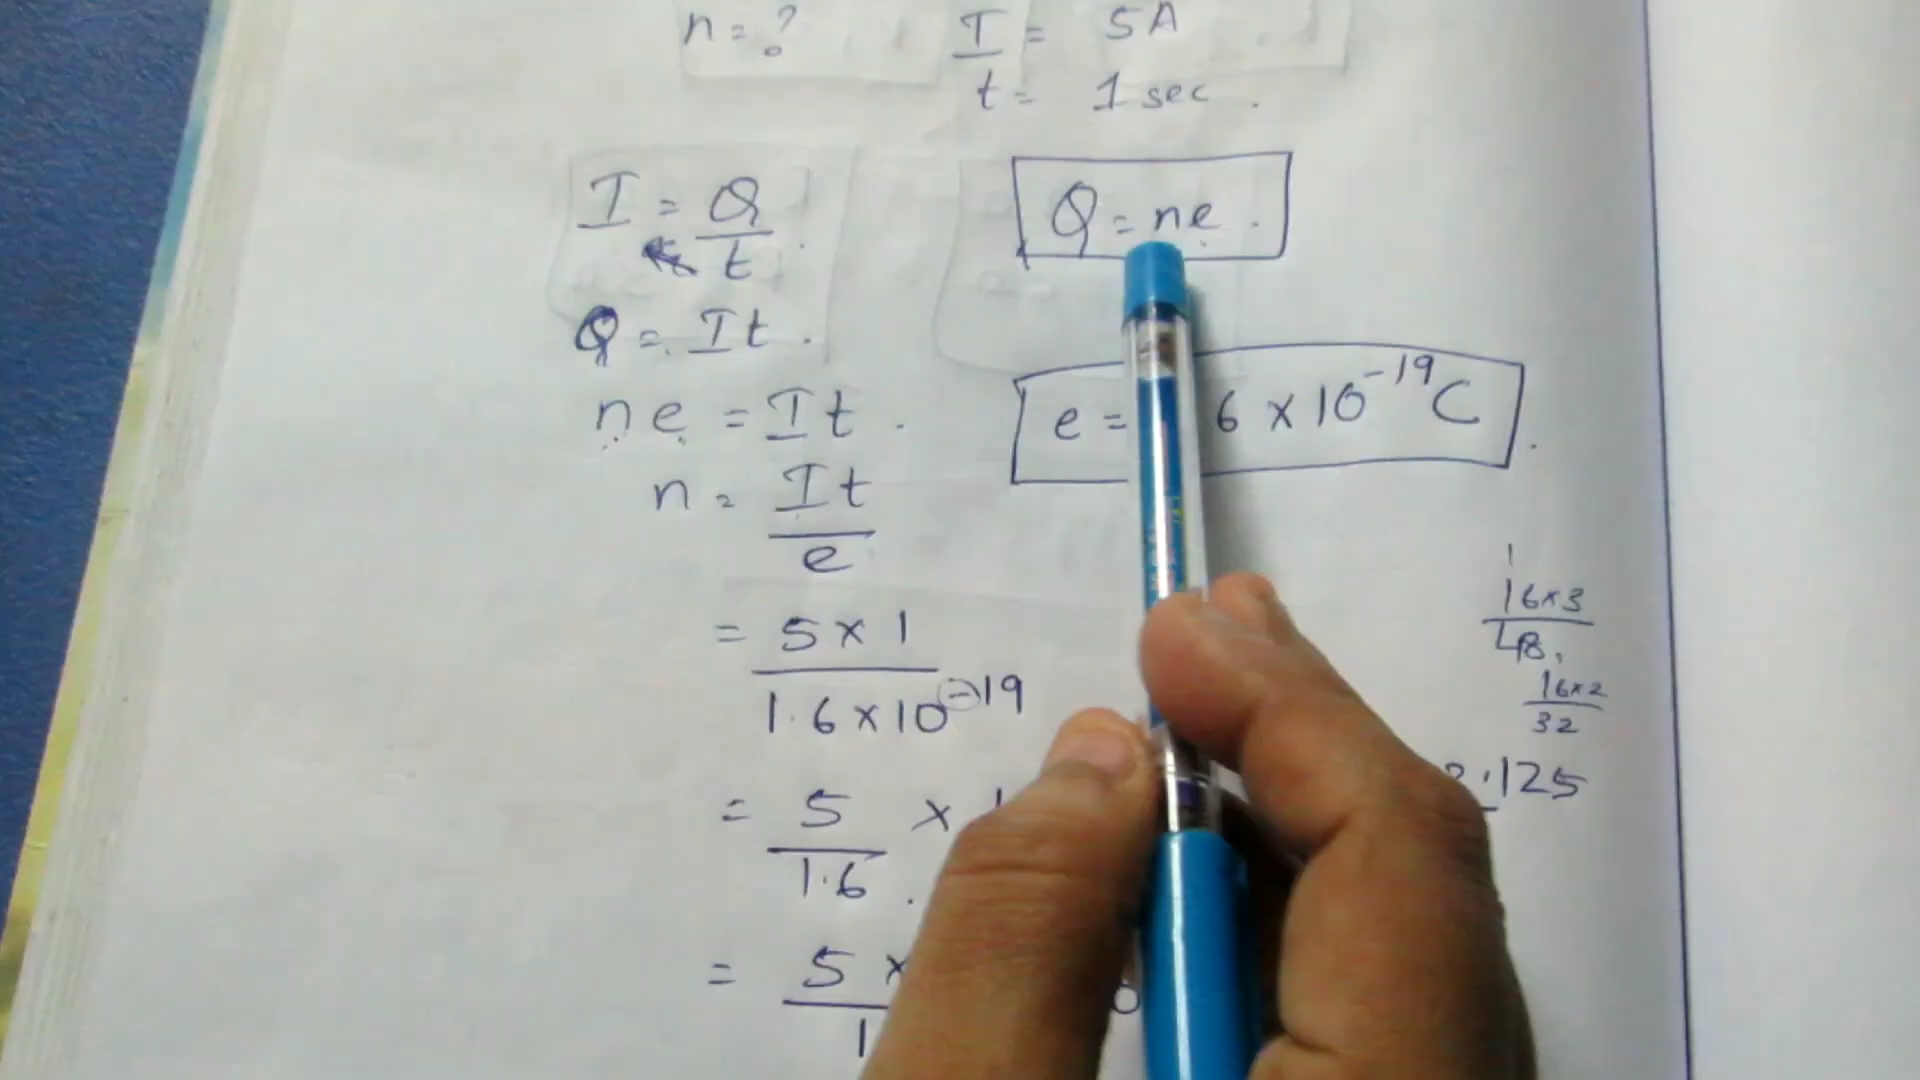 n = ?
I = 5A
t = 1 sec.
I = Q/t.
Q = ne.
Q = It.
ne = It.
e = 6 x 10^-19 C.
n = It/e
= 5 x 1 / 1.6 x 10^-19
16x3
48.
16x2
32
= 5/1.6 x
.125
= 5 x
1